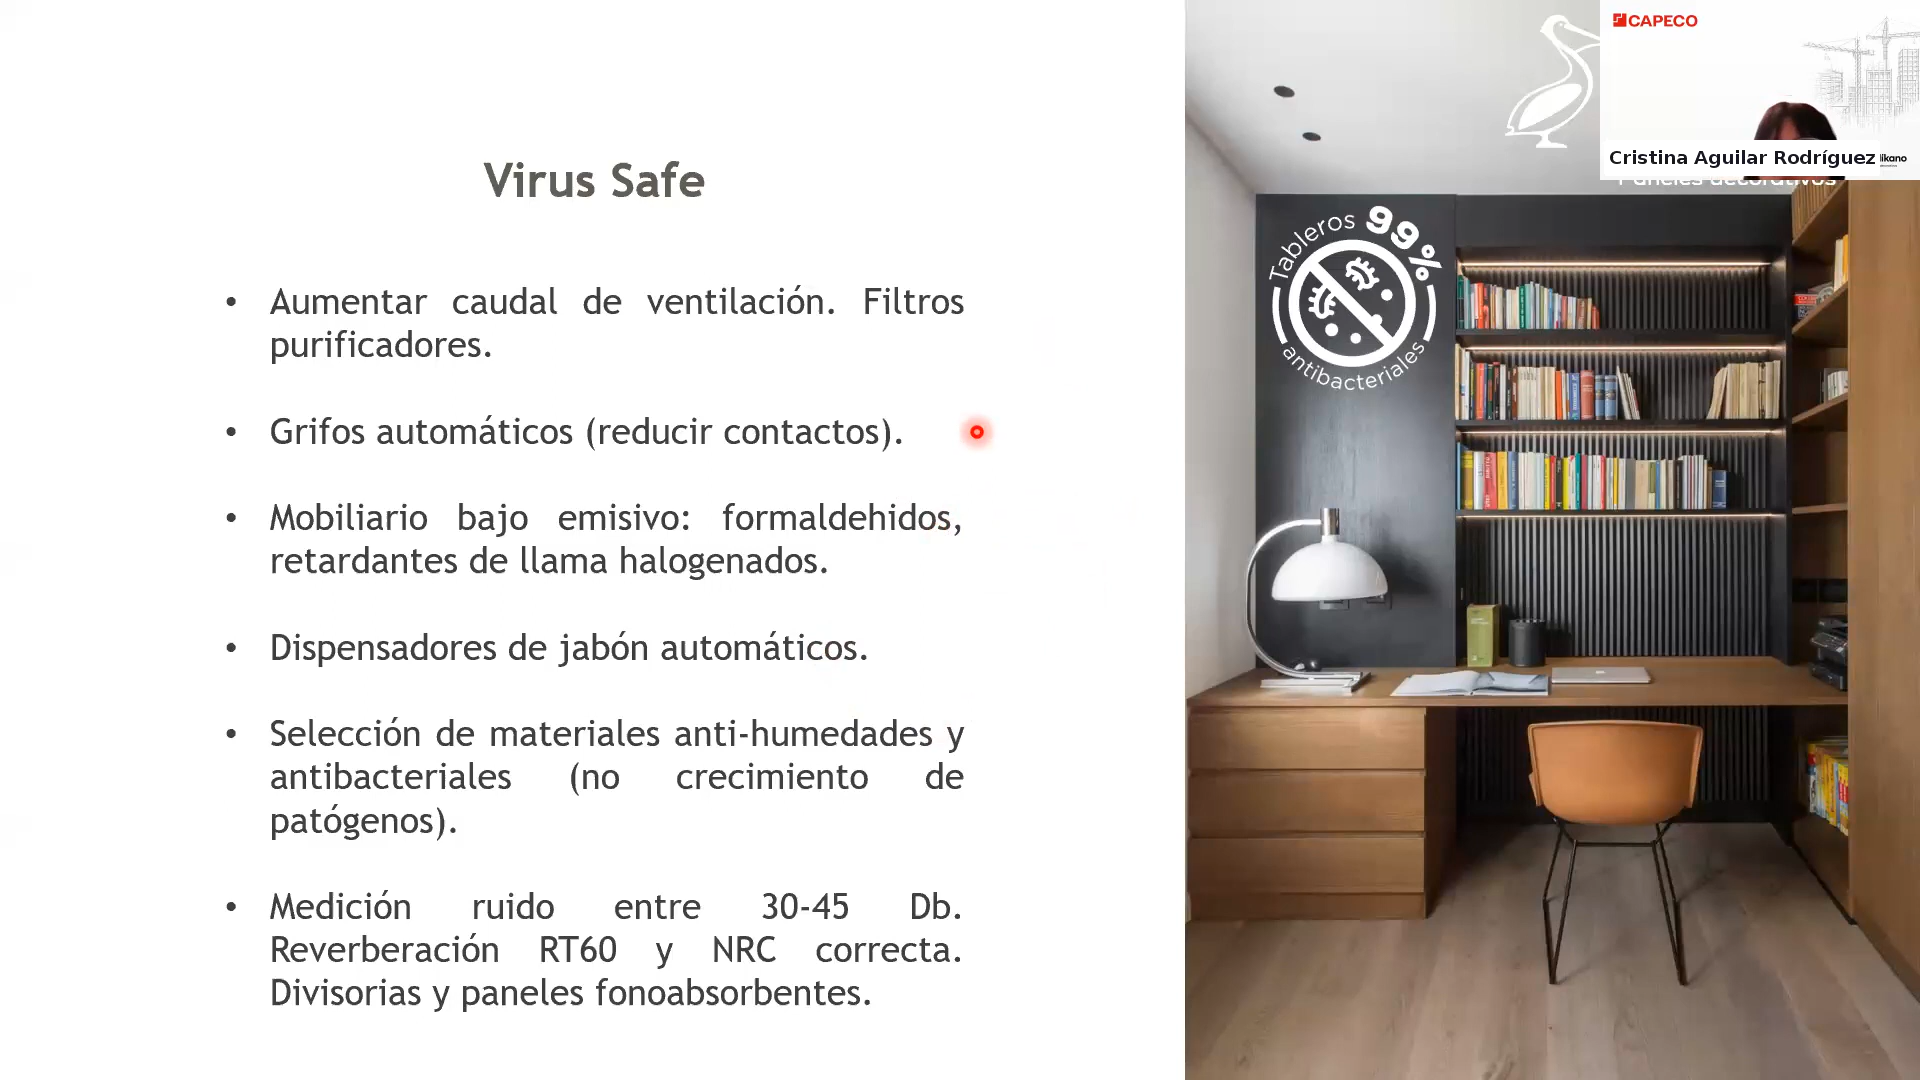 Virus Safe
• Aumentar caudal de ventilación. Filtros
purificadores.
• Grifos automáticos (reducir contactos).
• Mobiliario bajo emisivo: formaldehidos,
retardantes de llama halogenados.
• Dispensadores de jabón automáticos.
• Selección de materiales anti-humedades y
antibacteriales (no crecimiento de
patógenos).
• Medición ruido entre 30-45 Db.
Reverberación RT60 y NRC correcta.
Divisorias y paneles fonoabsorbentes.
CAPECO
Cristina Aguilar Rodríguez
Paneles decorativos
Tableros 99%
antibacteriales